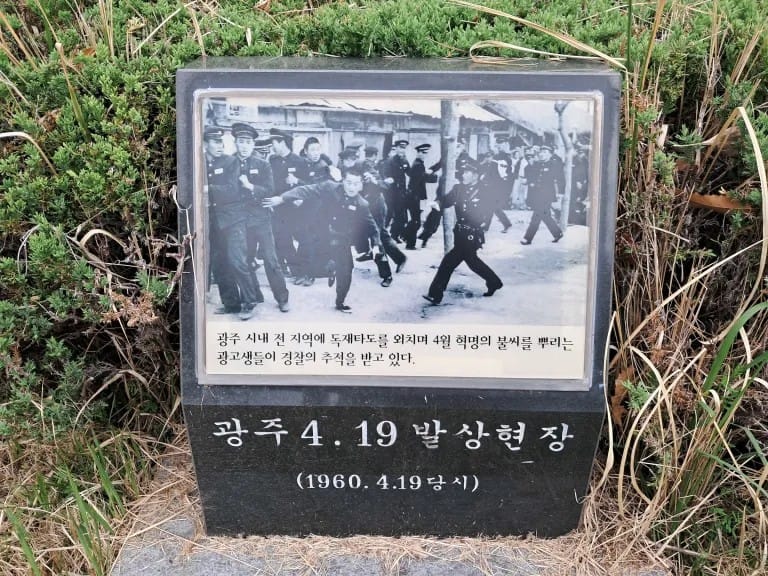 광주 시내 전 지역에 독재타도를 외치며 4월 혁명의 불씨를 뿌리는
광고생들이 경찰의 추적을 받고 있다.
광주 4.19 발상현장
(1960.4.19당시)